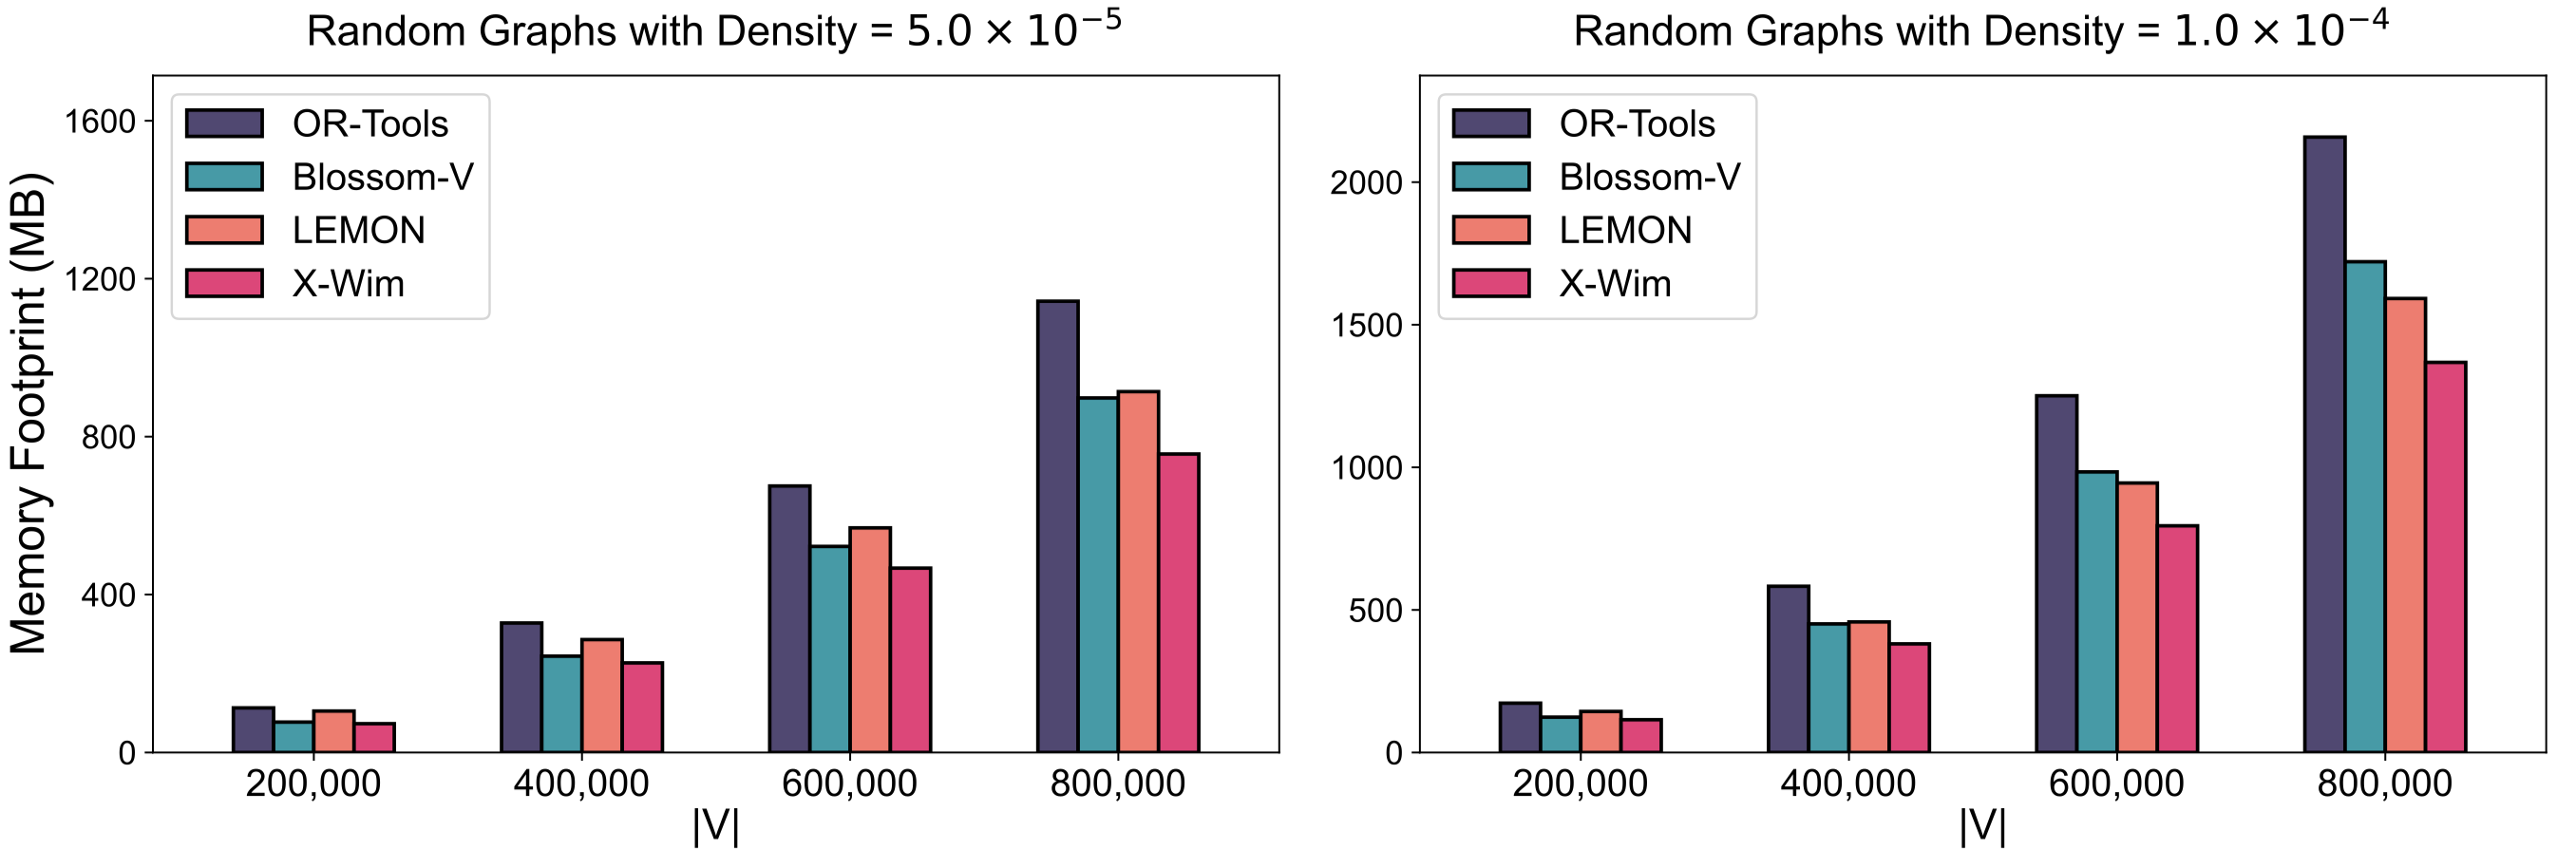 Random Graphs with Density = 5.0 × 10⁻⁵
Memory Footprint (MB)
1600
1200
800
400
0
OR-Tools
Blossom-V
LEMON
X-Wim
200,000
400,000
600,000
800,000
|V|
Random Graphs with Density = 1.0 × 10⁻⁴
2000
1500
1000
500
0
OR-Tools
Blossom-V
LEMON
X-Wim
200,000
400,000
600,000
800,000
|V|